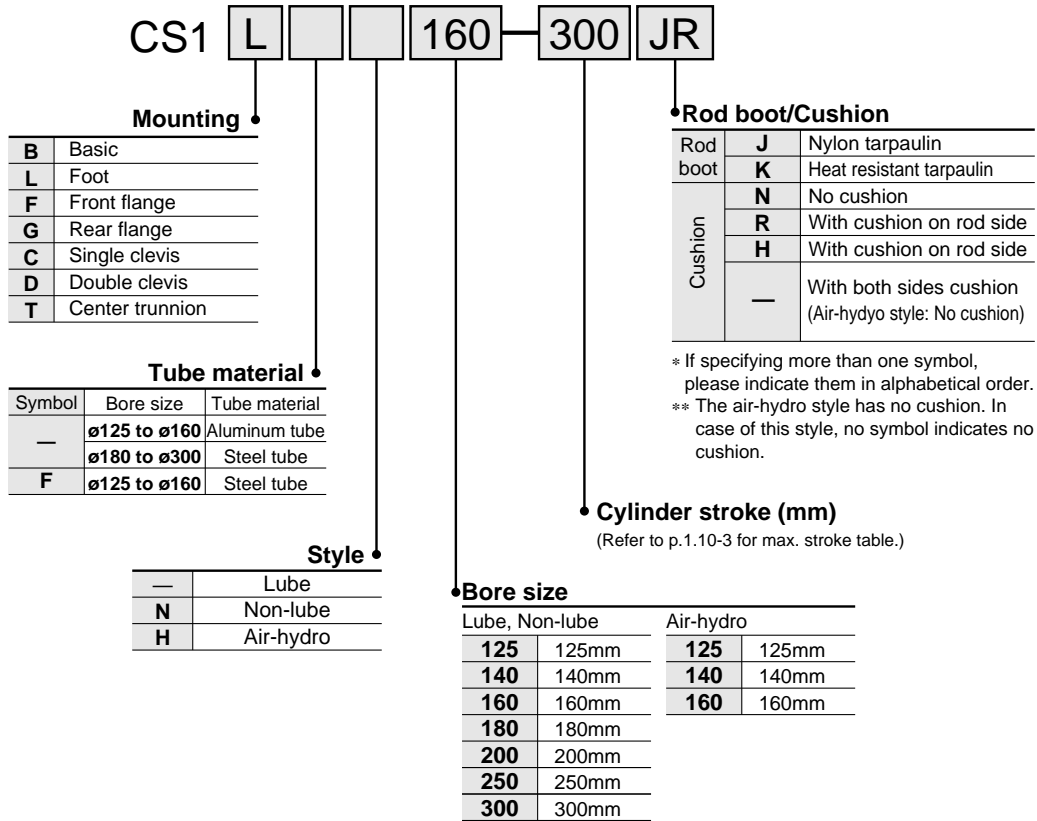 CS1 L 160 — 300 JR
Mounting
B Basic
L Foot
F Front flange
G Rear flange
C Single clevis
D Double clevis
T Center trunnion
Tube material
Symbol Bore size Tube material
— ø125 to ø160 Aluminum tube
ø180 to ø300 Steel tube
F ø125 to ø160 Steel tube
Style
— Lube
N Non-lube
H Air-hydro
Bore size
Lube, Non-lube
125 125mm
140 140mm
160 160mm
180 180mm
200 200mm
250 250mm
300 300mm
Air-hydro
125 125mm
140 140mm
160 160mm
Cylinder stroke (mm)
(Refer to p.1.10-3 for max. stroke table.)
Rod boot/Cushion
Rod boot
J Nylon tarpaulin
K Heat resistant tarpaulin
Cushion
N No cushion
R With cushion on rod side
H With cushion on rod side
— With both sides cushion
(Air-hydyo style: No cushion)
* If specifying more than one symbol,
please indicate them in alphabetical order.
** The air-hydro style has no cushion. In
case of this style, no symbol indicates no
cushion.